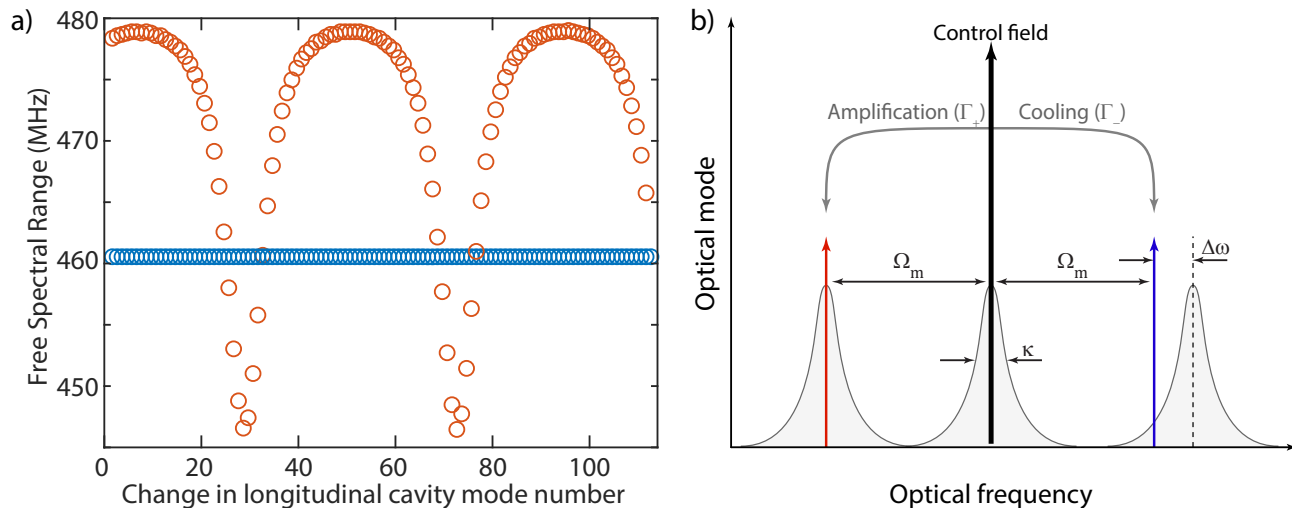 a)
480
470
460
450
Free Spectral Range (MHz)
0 20 40 60 80 100
Change in longitudinal cavity mode number
b)
Control field
Amplification (Γ₊) Cooling (Γ₋)
Ωₘ Ωₘ Δω
κ
Optical mode
Optical frequency